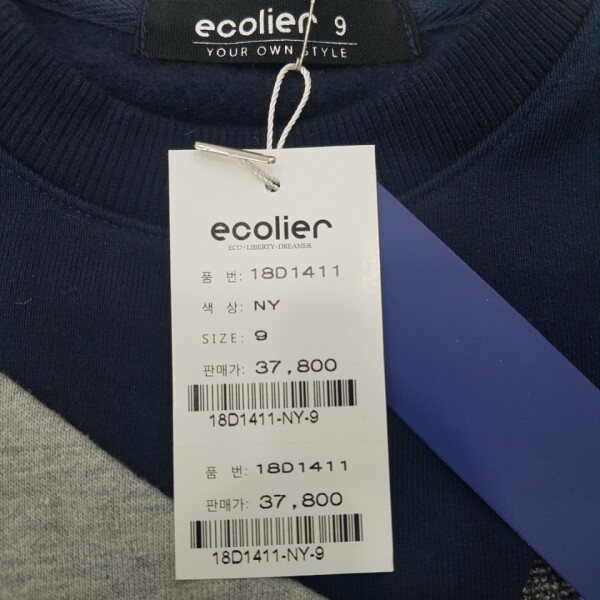 ecolier 9
YOUR OWN STYLE
ecolier
ECO · LIBERTY · DREAMER
품 번: 18D1411
색 상: NY
SIZE: 9
판매가: 37,800
18D1411-NY-9
품 번: 18D1411
판매가: 37,800
18D1411-NY-9